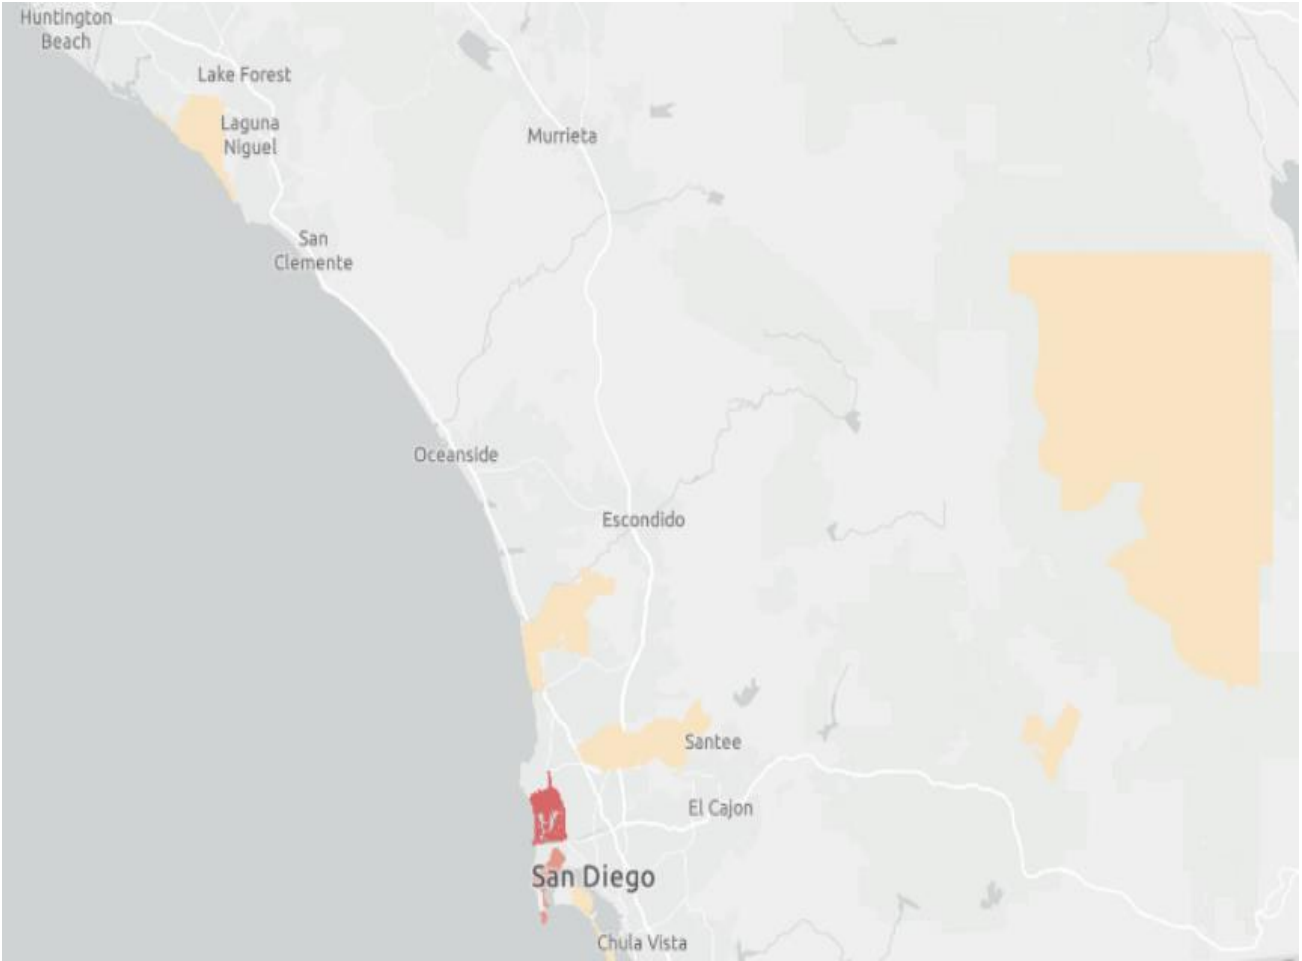 Huntington
Beach
Lake Forest
Laguna
Niguel
Murrieta
San
Clemente
Oceanside
Escondido
Santee
El Cajon
San Diego
Chula Vista